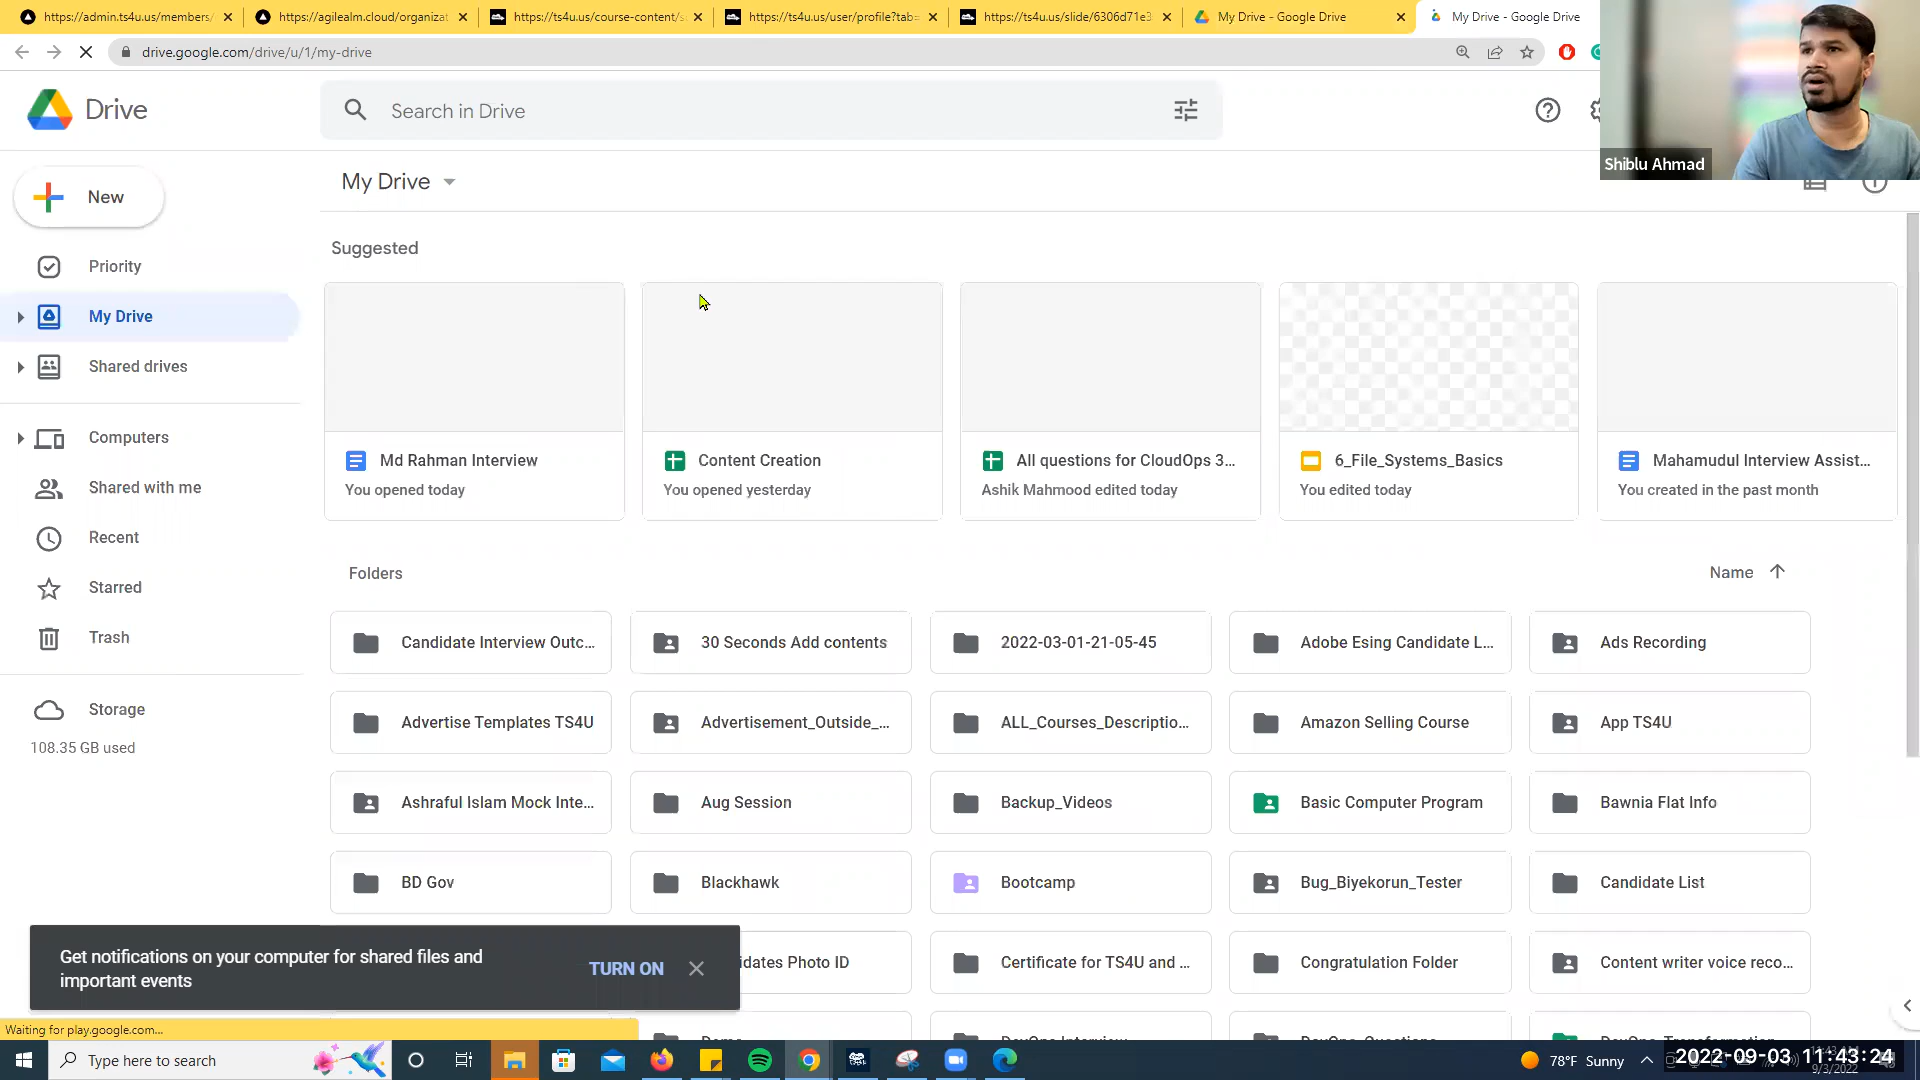 https://admin.ts4u.us/members/
https://agilealm.cloud/organizat
https://ts4u.us/course-content/s
https://ts4u.us/user/profile?tab=
https://ts4u.us/slide/6306d71e3
My Drive - Google Drive
My Drive - Google Drive
drive.google.com/drive/u/1/my-drive
Drive
Search in Drive
Shiblu Ahmad
New
My Drive
Priority
My Drive
Shared drives
Computers
Shared with me
Recent
Starred
Trash
Storage
108.35 GB used
Suggested
Md Rahman Interview
You opened today
Content Creation
You opened yesterday
All questions for CloudOps 3...
Ashik Mahmood edited today
6_File_Systems_Basics
You edited today
Mahamudul Interview Assist...
You created in the past month
Folders
Name
Candidate Interview Outc...
30 Seconds Add contents
2022-03-01-21-05-45
Adobe Esing Candidate L...
Ads Recording
Advertise Templates TS4U
Advertisement_Outside_...
ALL_Courses_Descriptio...
Amazon Selling Course
App TS4U
Ashraful Islam Mock Inte...
Aug Session
Backup_Videos
Basic Computer Program
Bawnia Flat Info
BD Gov
Blackhawk
Bootcamp
Bug_Biyekorun_Tester
Candidate List
idates Photo ID
Certificate for TS4U and ...
Congratulation Folder
Content writer voice reco...
Get notifications on your computer for shared files and
important events
TURN ON
Waiting for play.google.com...
Type here to search
78°F Sunny
2022-09-03 11:43:24
9/3/2022